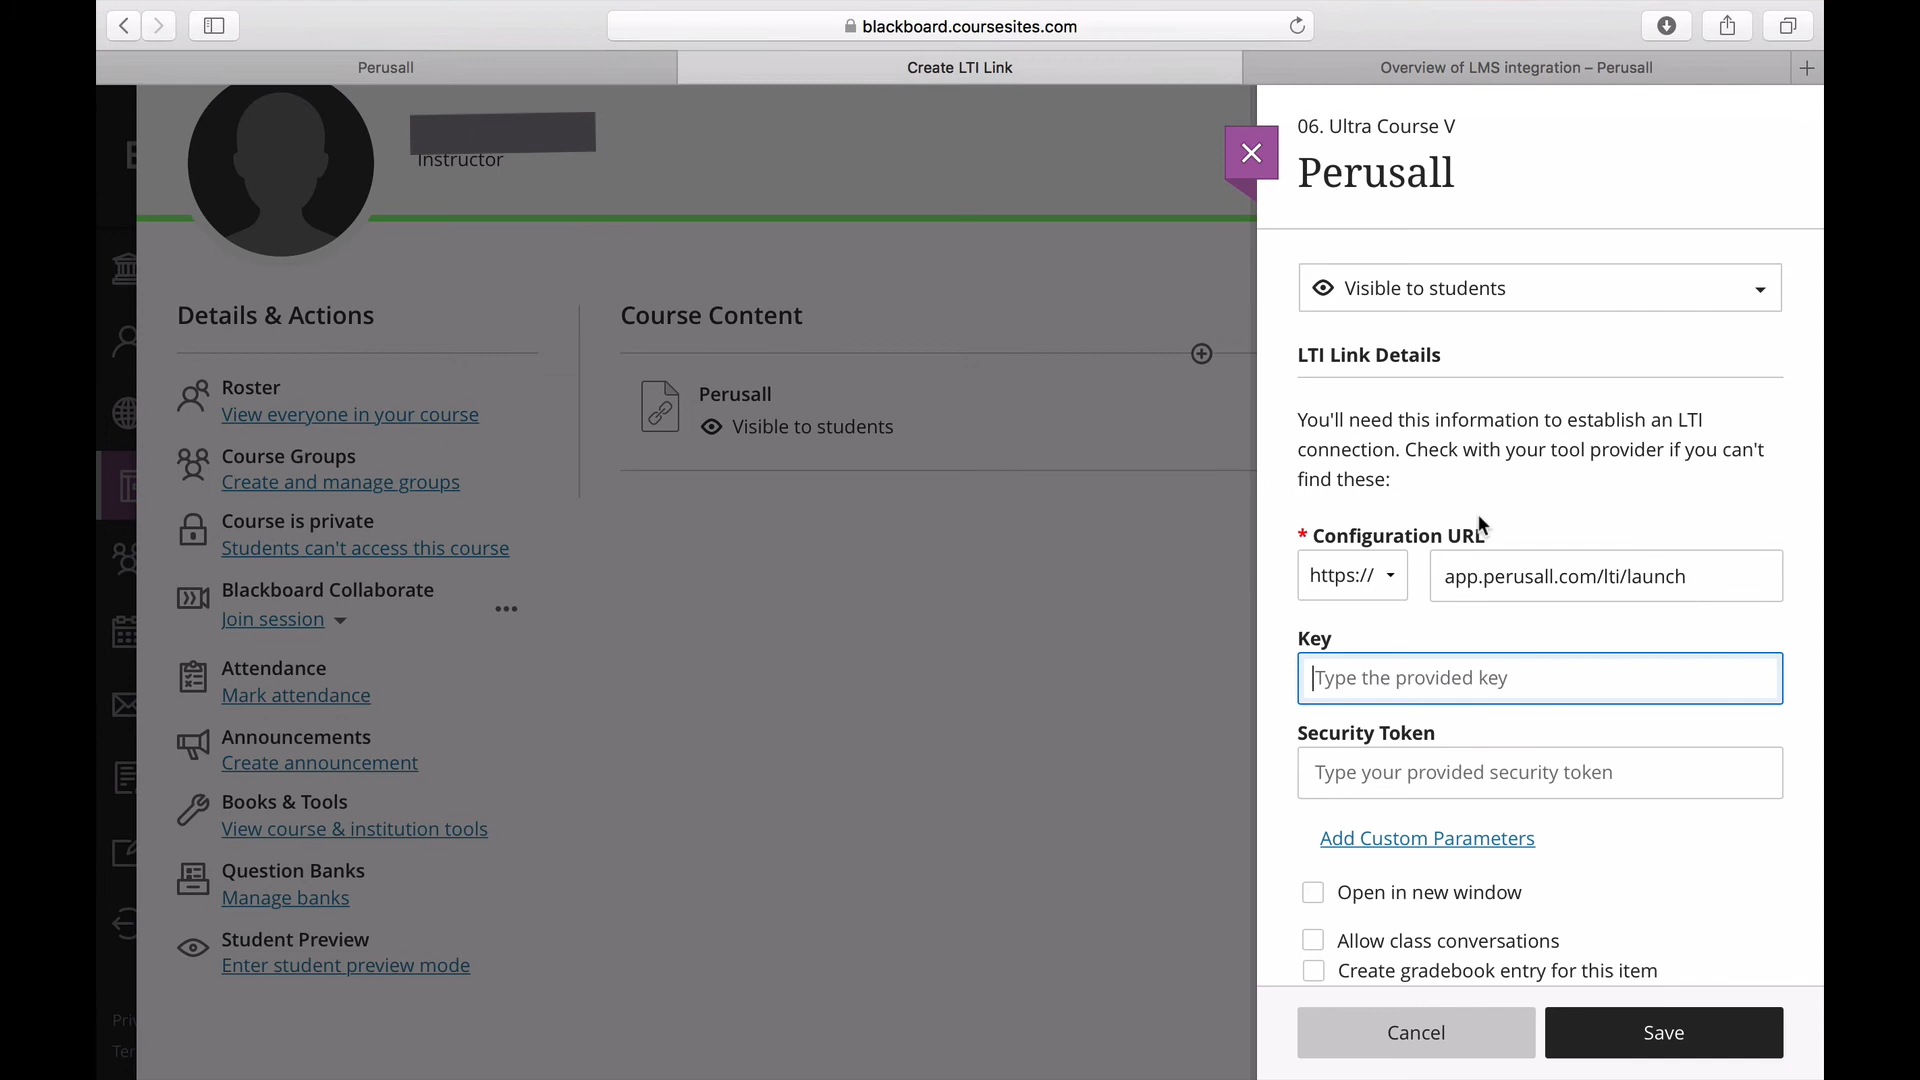 blackboard.coursesites.com
Perusall
Create LTI Link
Overview of LMS integration – Perusall
Instructor
Details & Actions
Roster
View everyone in your course
Course Groups
Create and manage groups
Course is private
Students can't access this course
Blackboard Collaborate
Join session
Attendance
Mark attendance
Announcements
Create announcement
Books & Tools
View course & institution tools
Question Banks
Manage banks
Student Preview
Enter student preview mode
Course Content
Perusall
Visible to students
06. Ultra Course V
Perusall
Visible to students
LTI Link Details
You'll need this information to establish an LTI
connection. Check with your tool provider if you can't
find these:
* Configuration URL
https://
app.perusall.com/lti/launch
Key
Type the provided key
Security Token
Type your provided security token
Add Custom Parameters
Open in new window
Allow class conversations
Create gradebook entry for this item
Cancel
Save